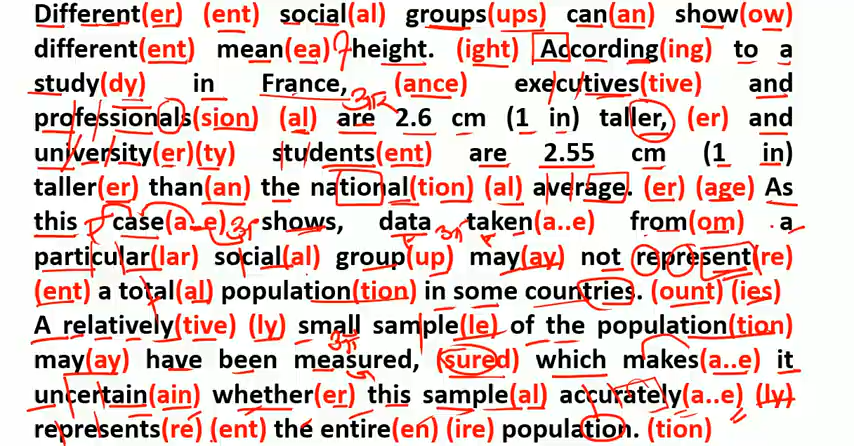 Different(er) (ent) social(al) groups(ups) can(an) show(ow)
different(ent) mean(ea) height. (ight) According(ing) to a
study(dy) in France, (ance) executives(tive) and
professionals(sion) (al) are 2.6 cm (1 in) taller, (er) and
university(er)(ty) students(ent) are 2.55 cm (1 in)
taller(er) than(an) the national(tion) (al) average. (er) (age) As
this case(a..e) shows, data taken(a..e) from(om) a
particular(lar) social(al) group(up) may(ay) not represent(re)
(ent) a total(al) population(tion) in some countries. (ount) (ies)
A relatively(tive) (ly) small sample(le) of the population(tion)
may(ay) have been measured, (sured) which makes(a..e) it
uncertain(ain) whether(er) this sample(al) accurately(a..e) (ly)
represents(re) (ent) the entire(en) (ire) population. (tion)